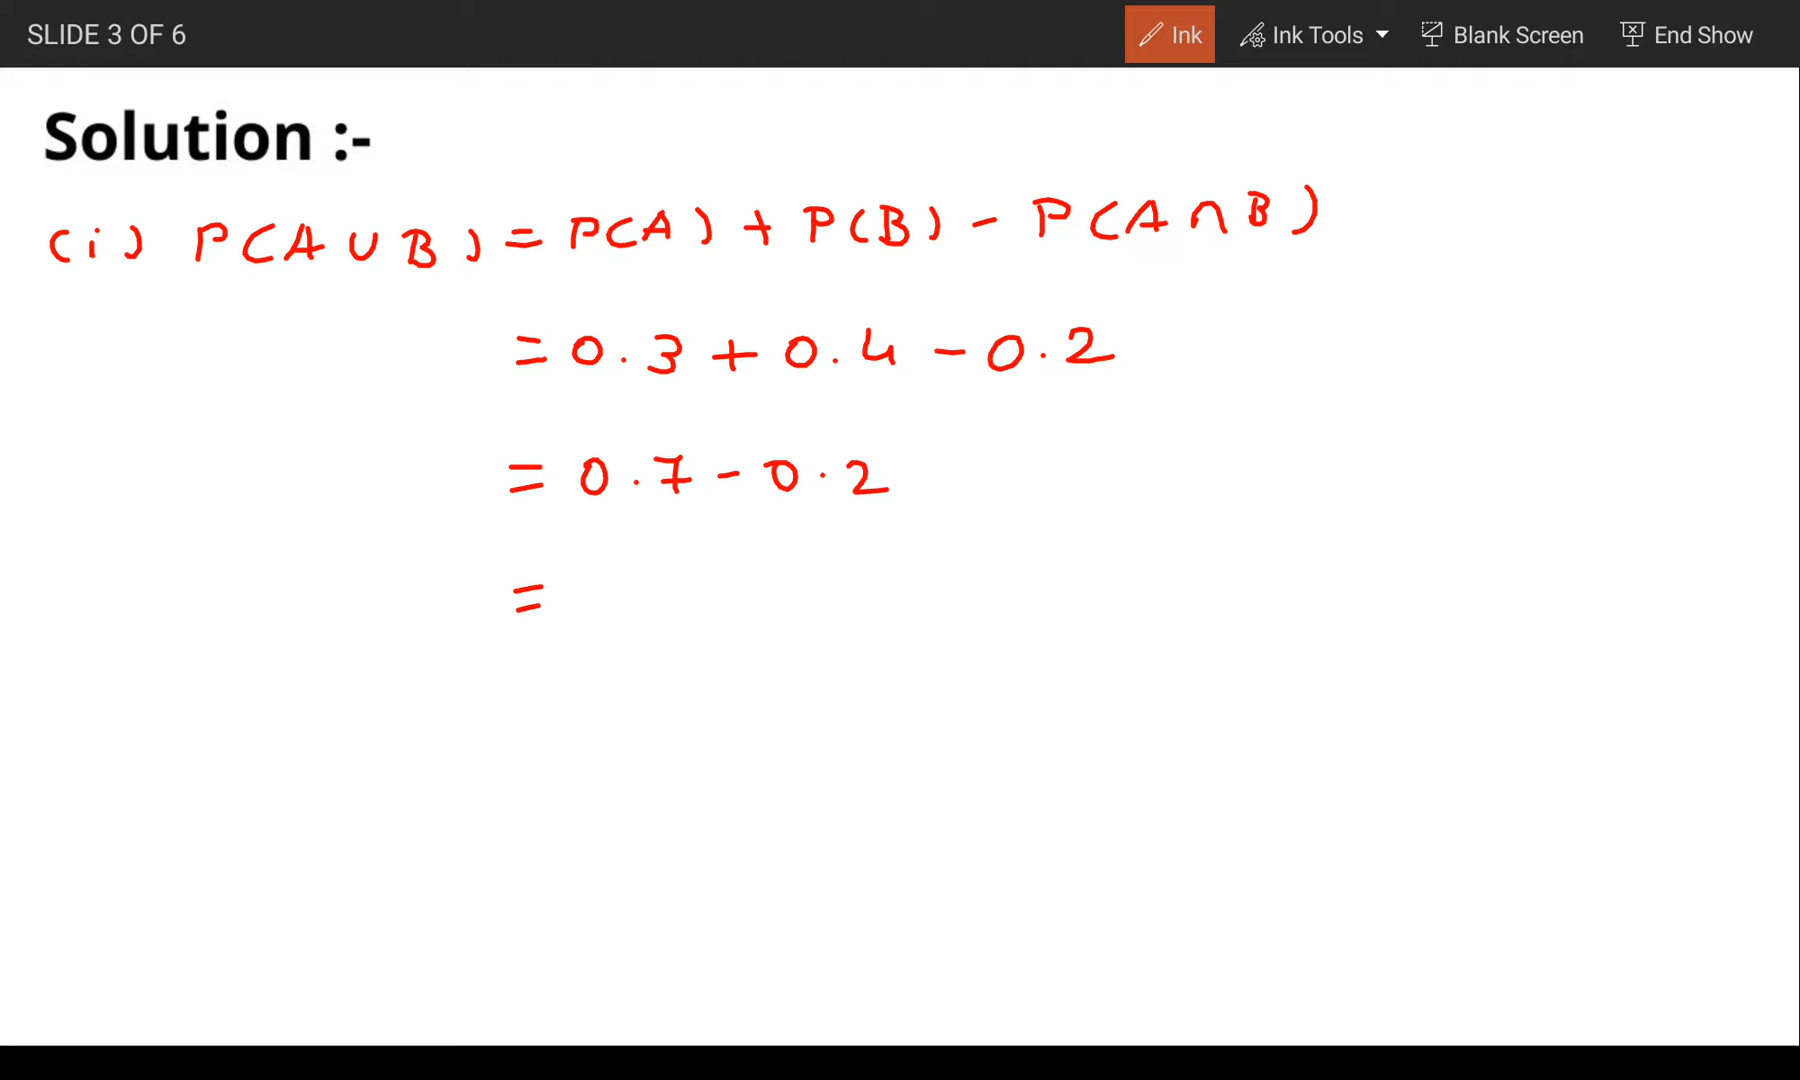 SLIDE 3 OF 6 Ink Ink Tools Blank Screen End Show
Solution :-
(i) P(A ∪ B) = P(A) + P(B) - P(A ∩ B)
= 0.3 + 0.4 - 0.2
= 0.7 - 0.2
=